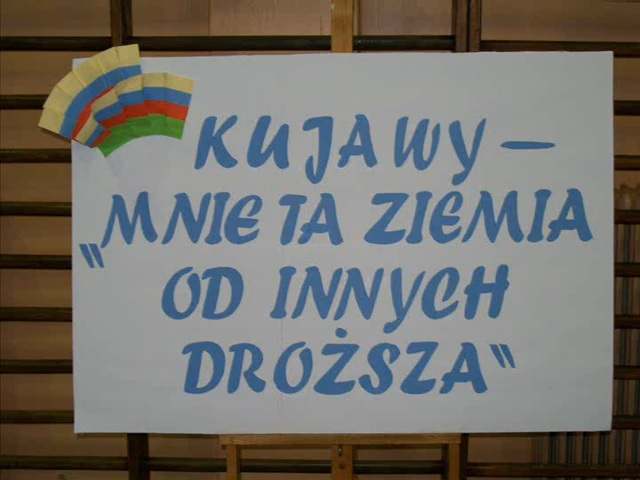 KUJAWY –
„MNIE TA ZIEMIA
OD INNYCH
DROŻSZA"